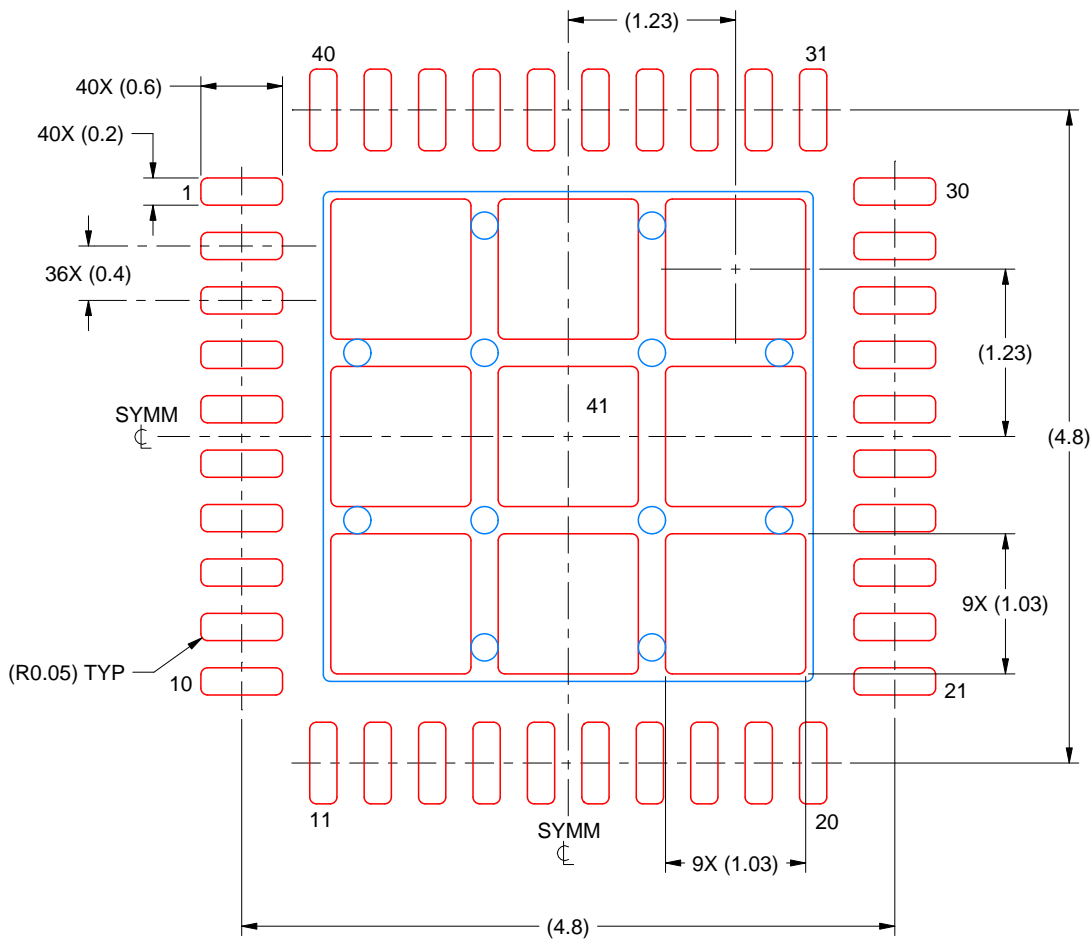 (1.23)
40
31
40X (0.6)
40X (0.2)
1
30
36X (0.4)
(1.23)
41
SYMM
(4.8)
9X (1.03)
(R0.05) TYP
10
21
11
20
SYMM
9X (1.03)
(4.8)